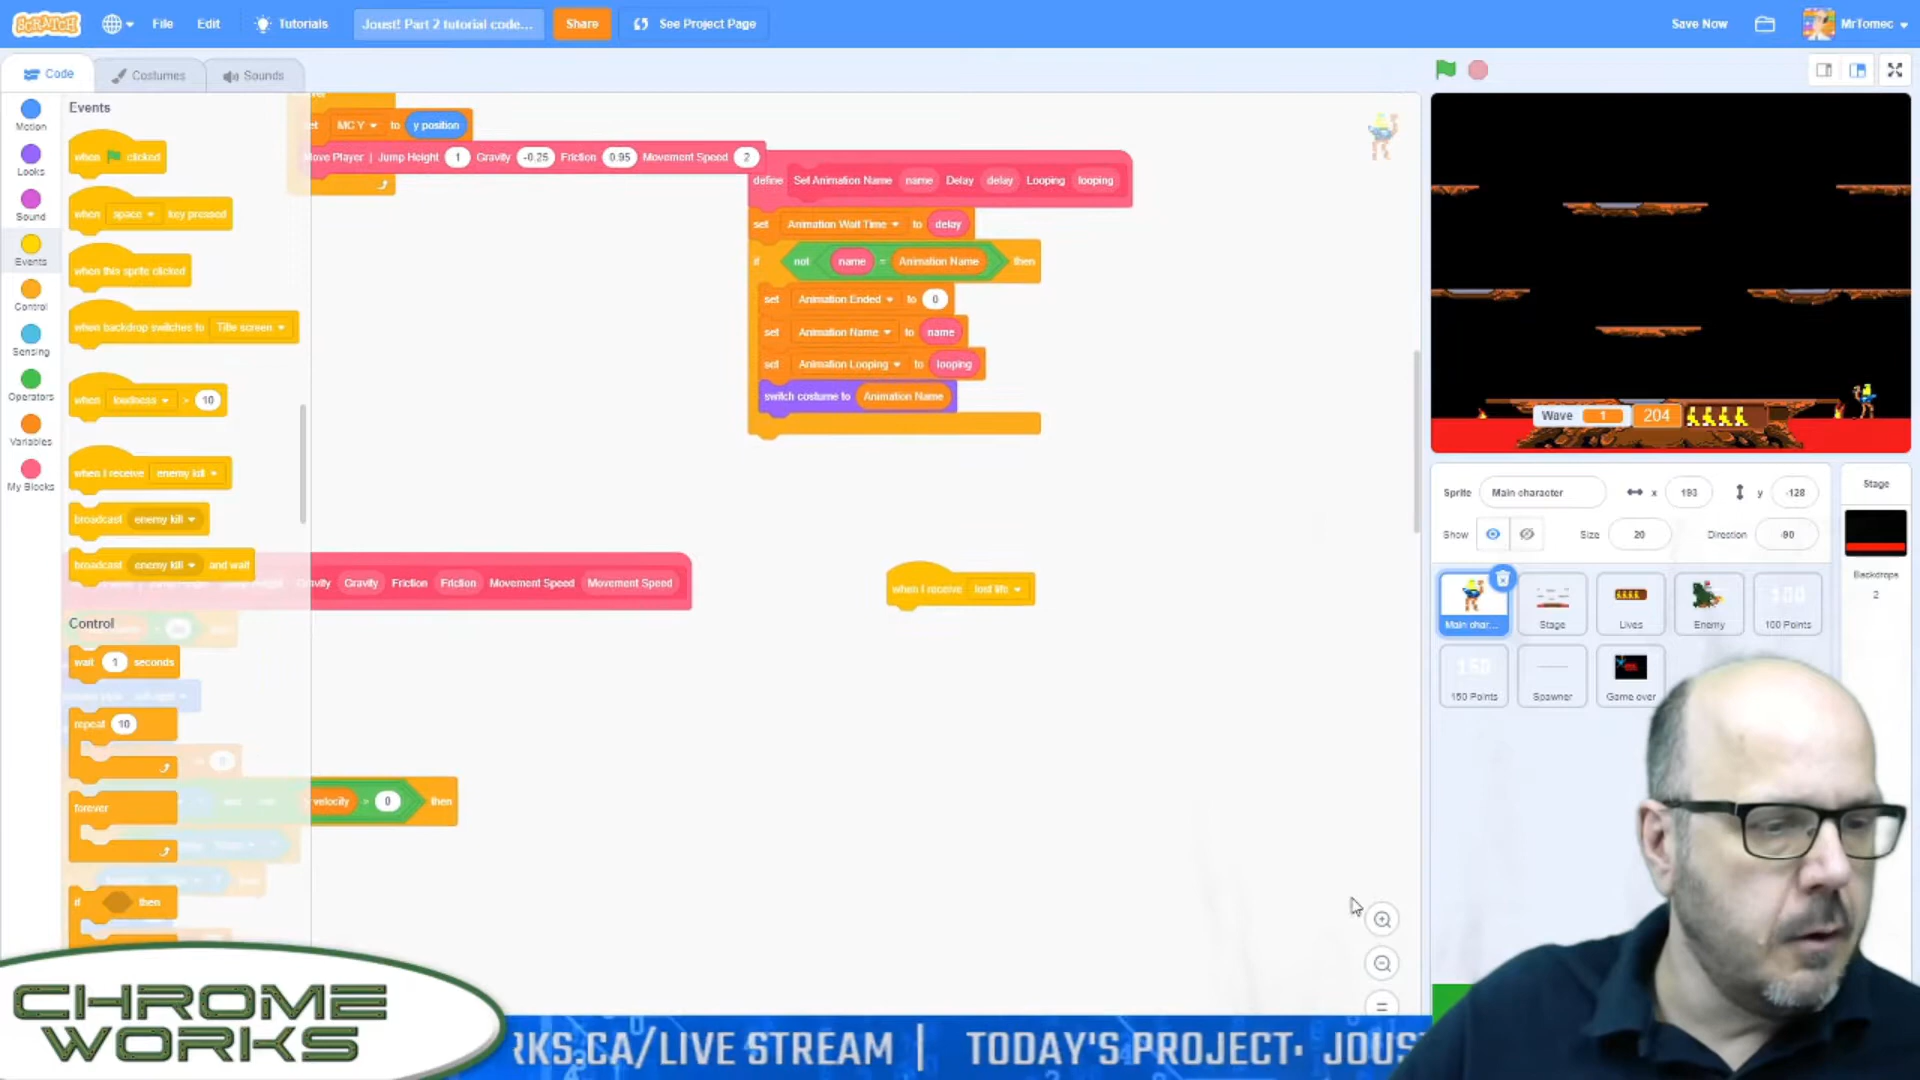 SCRATCH File Edit Tutorials Joust! Part 2 tutorial code... Share See Project Page Save Now MrTomec
Code Costumes Sounds
Motion
Looks
Sound
Events
Control
Sensing
Operators
Variables
My Blocks
Events
when clicked
when space key pressed
when this sprite clicked
when backdrop switches to Title screen
when loudness > 10
when I receive enemy kill
broadcast enemy kill
broadcast enemy kill and wait
Control
wait 1 seconds
repeat 10
forever
if then
set MC Y to y position
Move Player | Jump Height 1 Gravity -0.25 Friction 0.95 Movement Speed 2
define Set Animation Name name Delay delay Looping looping
set Animation Wait Time to delay
if not name = Animation Name then
set Animation Ended to 0
set Animation Name to name
set Animation Looping to looping
switch costume to Animation Name
Gravity Gravity Friction Friction Movement Speed Movement Speed
when I receive lost life
velocity > 0 then
Wave 1 204
Sprite Main character x 193 y -128
Show Size 20 Direction -90
Main char... Stage Lives Enemy 100 Points
150 Points Spawner Game over
Stage
Backdrops
2
CHROME
WORKS
RKS.CA/LIVE STREAM | TODAY'S PROJECT: JOUS